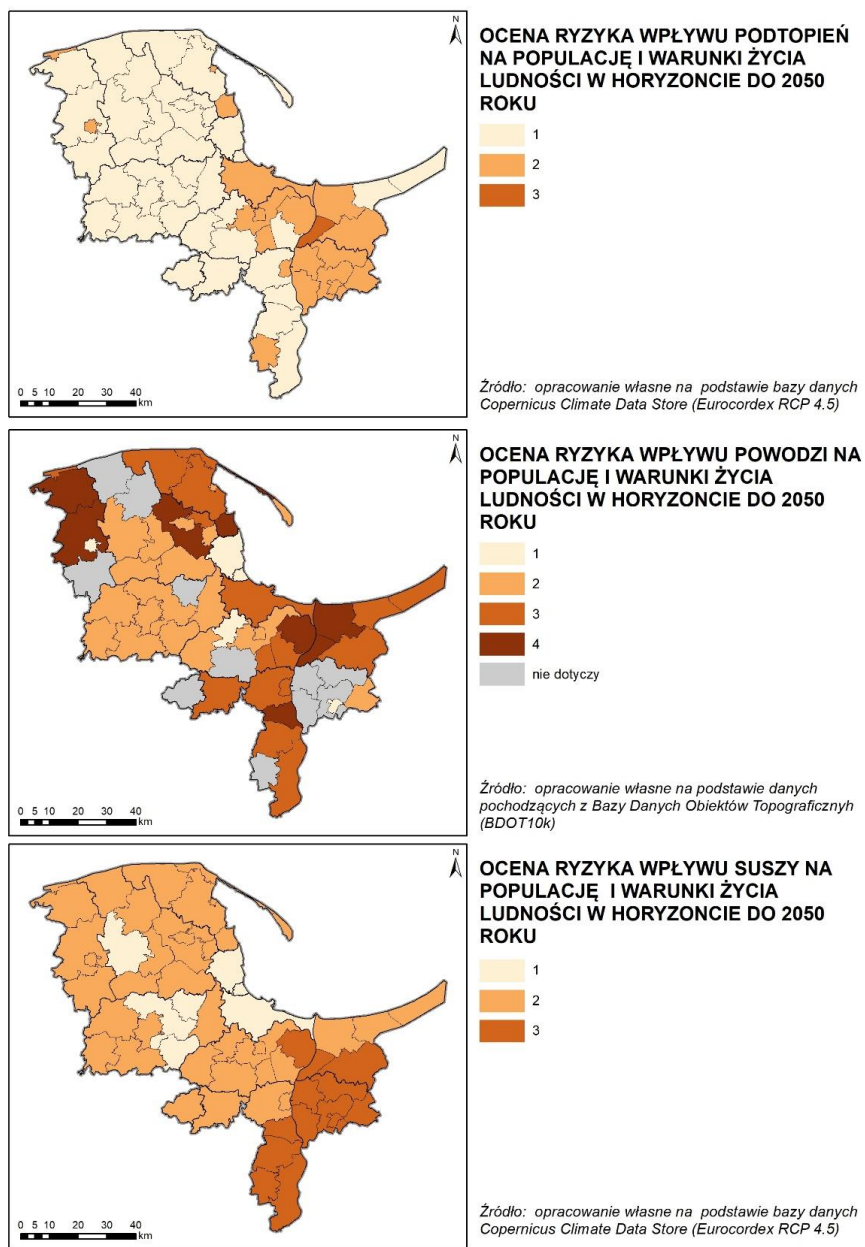 N
0 5 10 20 30 40
km
OCENA RYZYKA WPŁYWU PODTOPIEŃ
NA POPULACJĘ I WARUNKI ŻYCIA
LUDNOŚCI W HORYZONCIE DO 2050
ROKU
1
2
3
Źródło: opracowanie własne na podstawie bazy danych
Copernicus Climate Data Store (Eurocordex RCP 4.5)
N
0 5 10 20 30 40
km
OCENA RYZYKA WPŁYWU POWODZI NA
POPULACJĘ I WARUNKI ŻYCIA
LUDNOŚCI W HORYZONCIE DO 2050
ROKU
1
2
3
4
nie dotyczy
Źródło: opracowanie własne na podstawie danych
pochodzących z Bazy Danych Obiektów Topograficznyh
(BDOT10k)
N
0 5 10 20 30 40
km
OCENA RYZYKA WPŁYWU SUSZY NA
POPULACJĘ I WARUNKI ŻYCIA
LUDNOŚCI W HORYZONCIE DO 2050
ROKU
1
2
3
Źródło: opracowanie własne na podstawie bazy danych
Copernicus Climate Data Store (Eurocordex RCP 4.5)